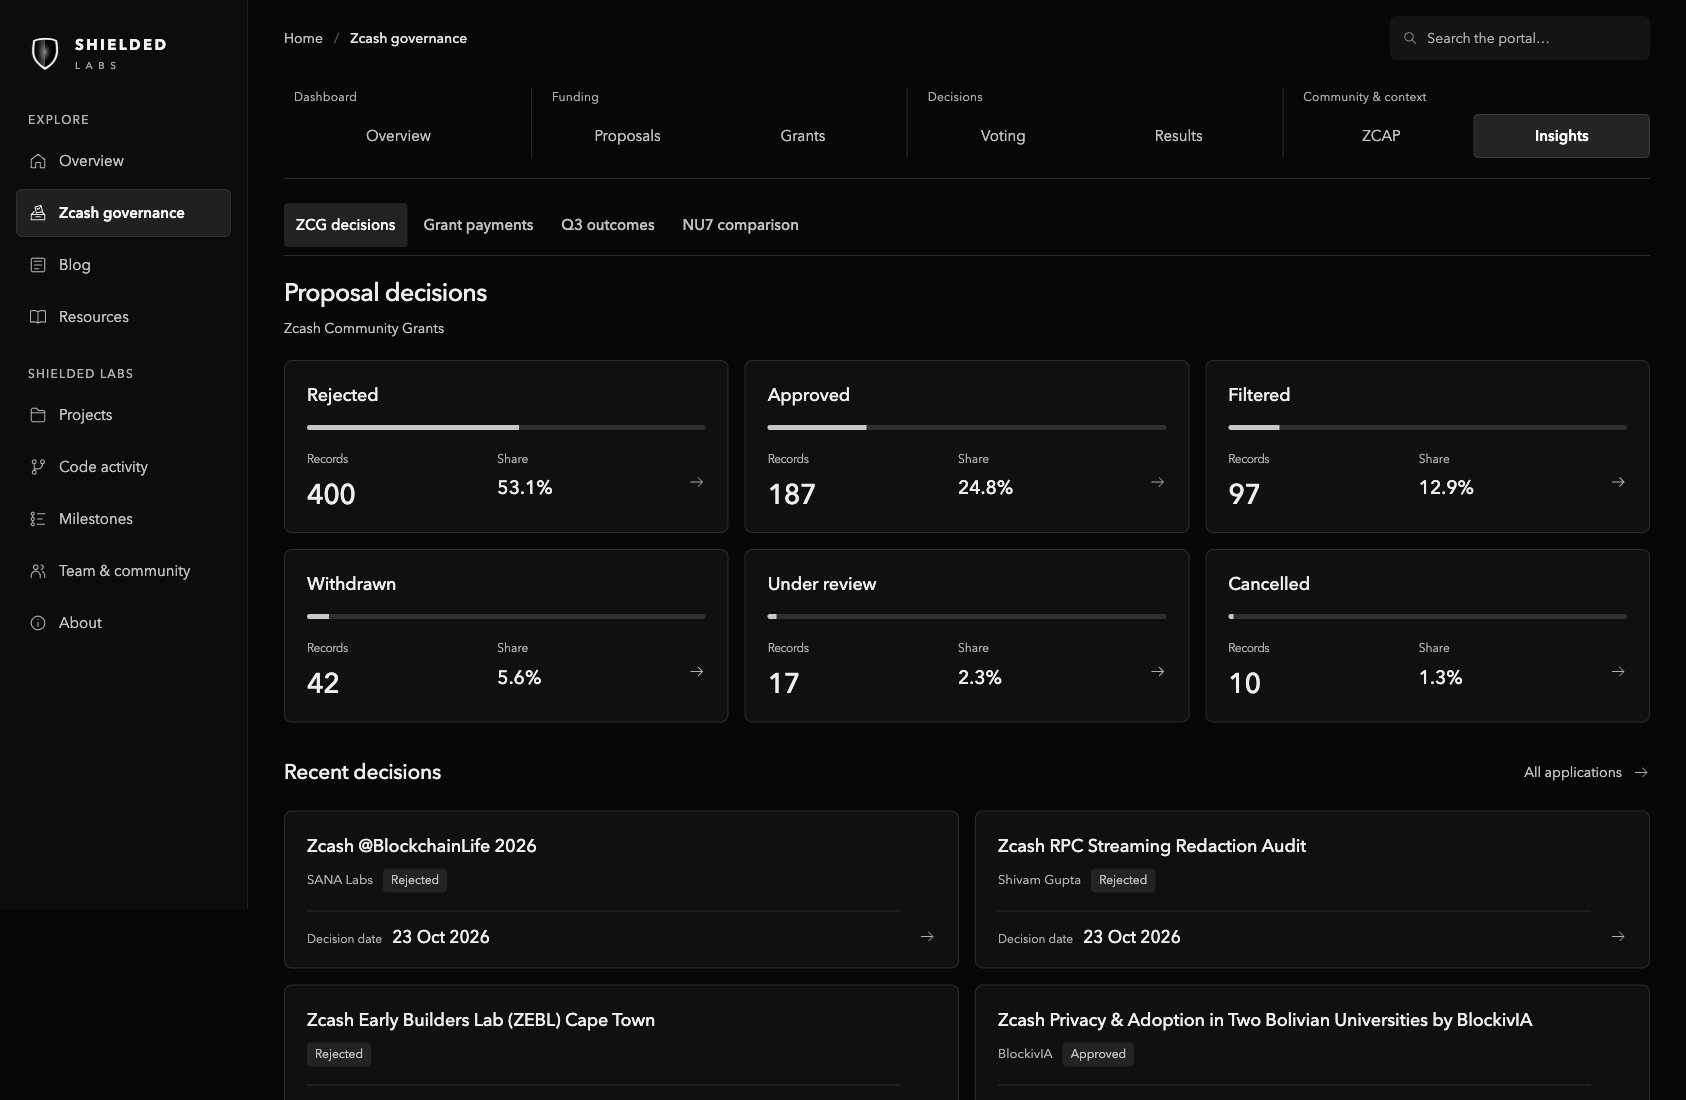 SHIELDED
LABS
EXPLORE
Overview
Zcash governance
Blog
Resources
SHIELDED LABS
Projects
Code activity
Milestones
Team & community
About
Home / Zcash governance
Search the portal...
Dashboard
Overview
Funding
Proposals Grants
Decisions
Voting Results
Community & context
ZCAP Insights
ZCG decisions Grant payments Q3 outcomes NU7 comparison
Proposal decisions
Zcash Community Grants
Rejected
Records Share
400 53.1%
Approved
Records Share
187 24.8%
Filtered
Records Share
97 12.9%
Withdrawn
Records Share
42 5.6%
Under review
Records Share
17 2.3%
Cancelled
Records Share
10 1.3%
Recent decisions
All applications
Zcash @BlockchainLife 2026
SANA Labs Rejected
Decision date 23 Oct 2026
Zcash RPC Streaming Redaction Audit
Shivam Gupta Rejected
Decision date 23 Oct 2026
Zcash Early Builders Lab (ZEBL) Cape Town
Rejected
Zcash Privacy & Adoption in Two Bolivian Universities by BlockivIA
BlockivIA Approved